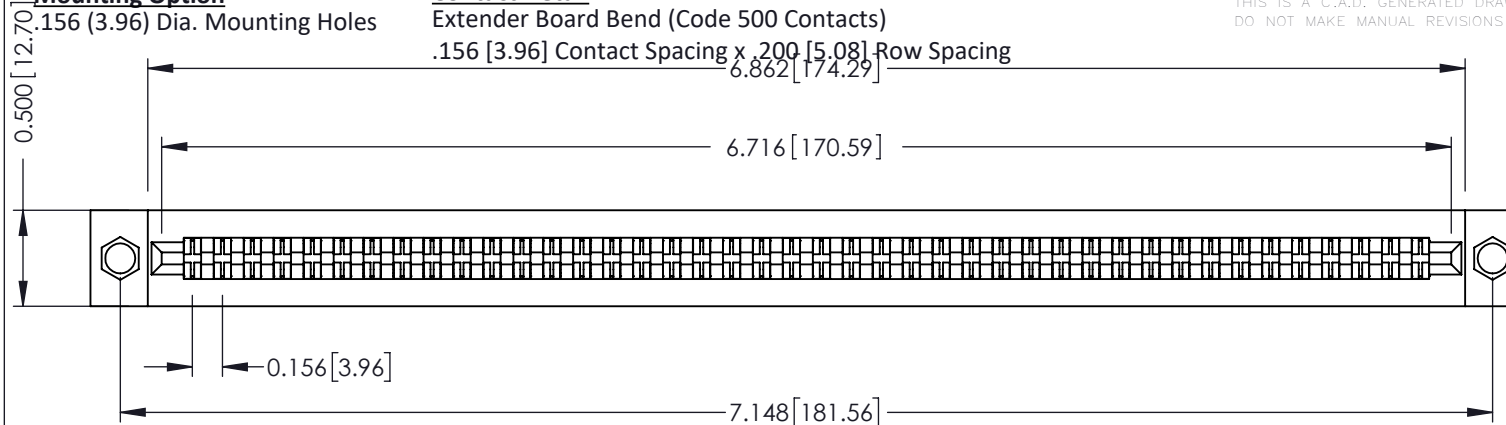 Mounting Option
.156 (3.96) Dia. Mounting Holes
Extender Board Bend (Code 500 Contacts)
.156 [3.96] Contact Spacing x .200 [5.08] Row Spacing
THIS IS A C.A.D. GENERATED
DO NOT MAKE MANUAL REVISIONS
0.500 [12.70]
6.862 [174.29]
6.716 [170.59]
0.156 [3.96]
7.148 [181.56]